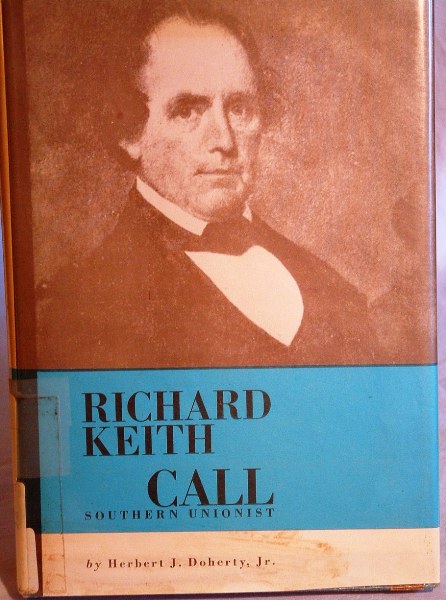 RICHARD
KEITH
CALL
SOUTHERN UNIONIST
by Herbert J. Doherty, Jr.